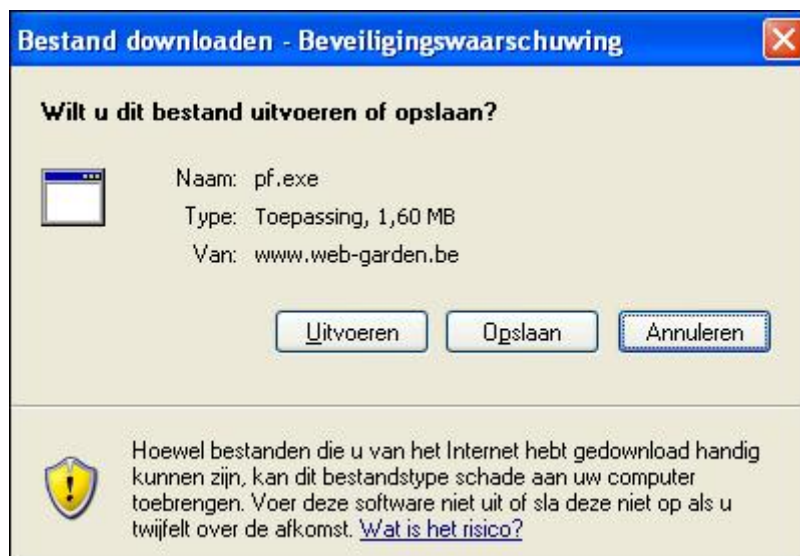 Bestand downloaden - Beveiligingswaarschuwing
Wilt u dit bestand uitvoeren of opslaan?
Naam: pf.exe
Type: Toepassing, 1,60 MB
Van: www.web-garden.be
Uitvoeren Opslaan Annuleren
Hoewel bestanden die u van het Internet hebt gedownload handig
kunnen zijn, kan dit bestandstype schade aan uw computer
toebrengen. Voer deze software niet uit of sla deze niet op als u
twijfelt over de afkomst. Wat is het risico?